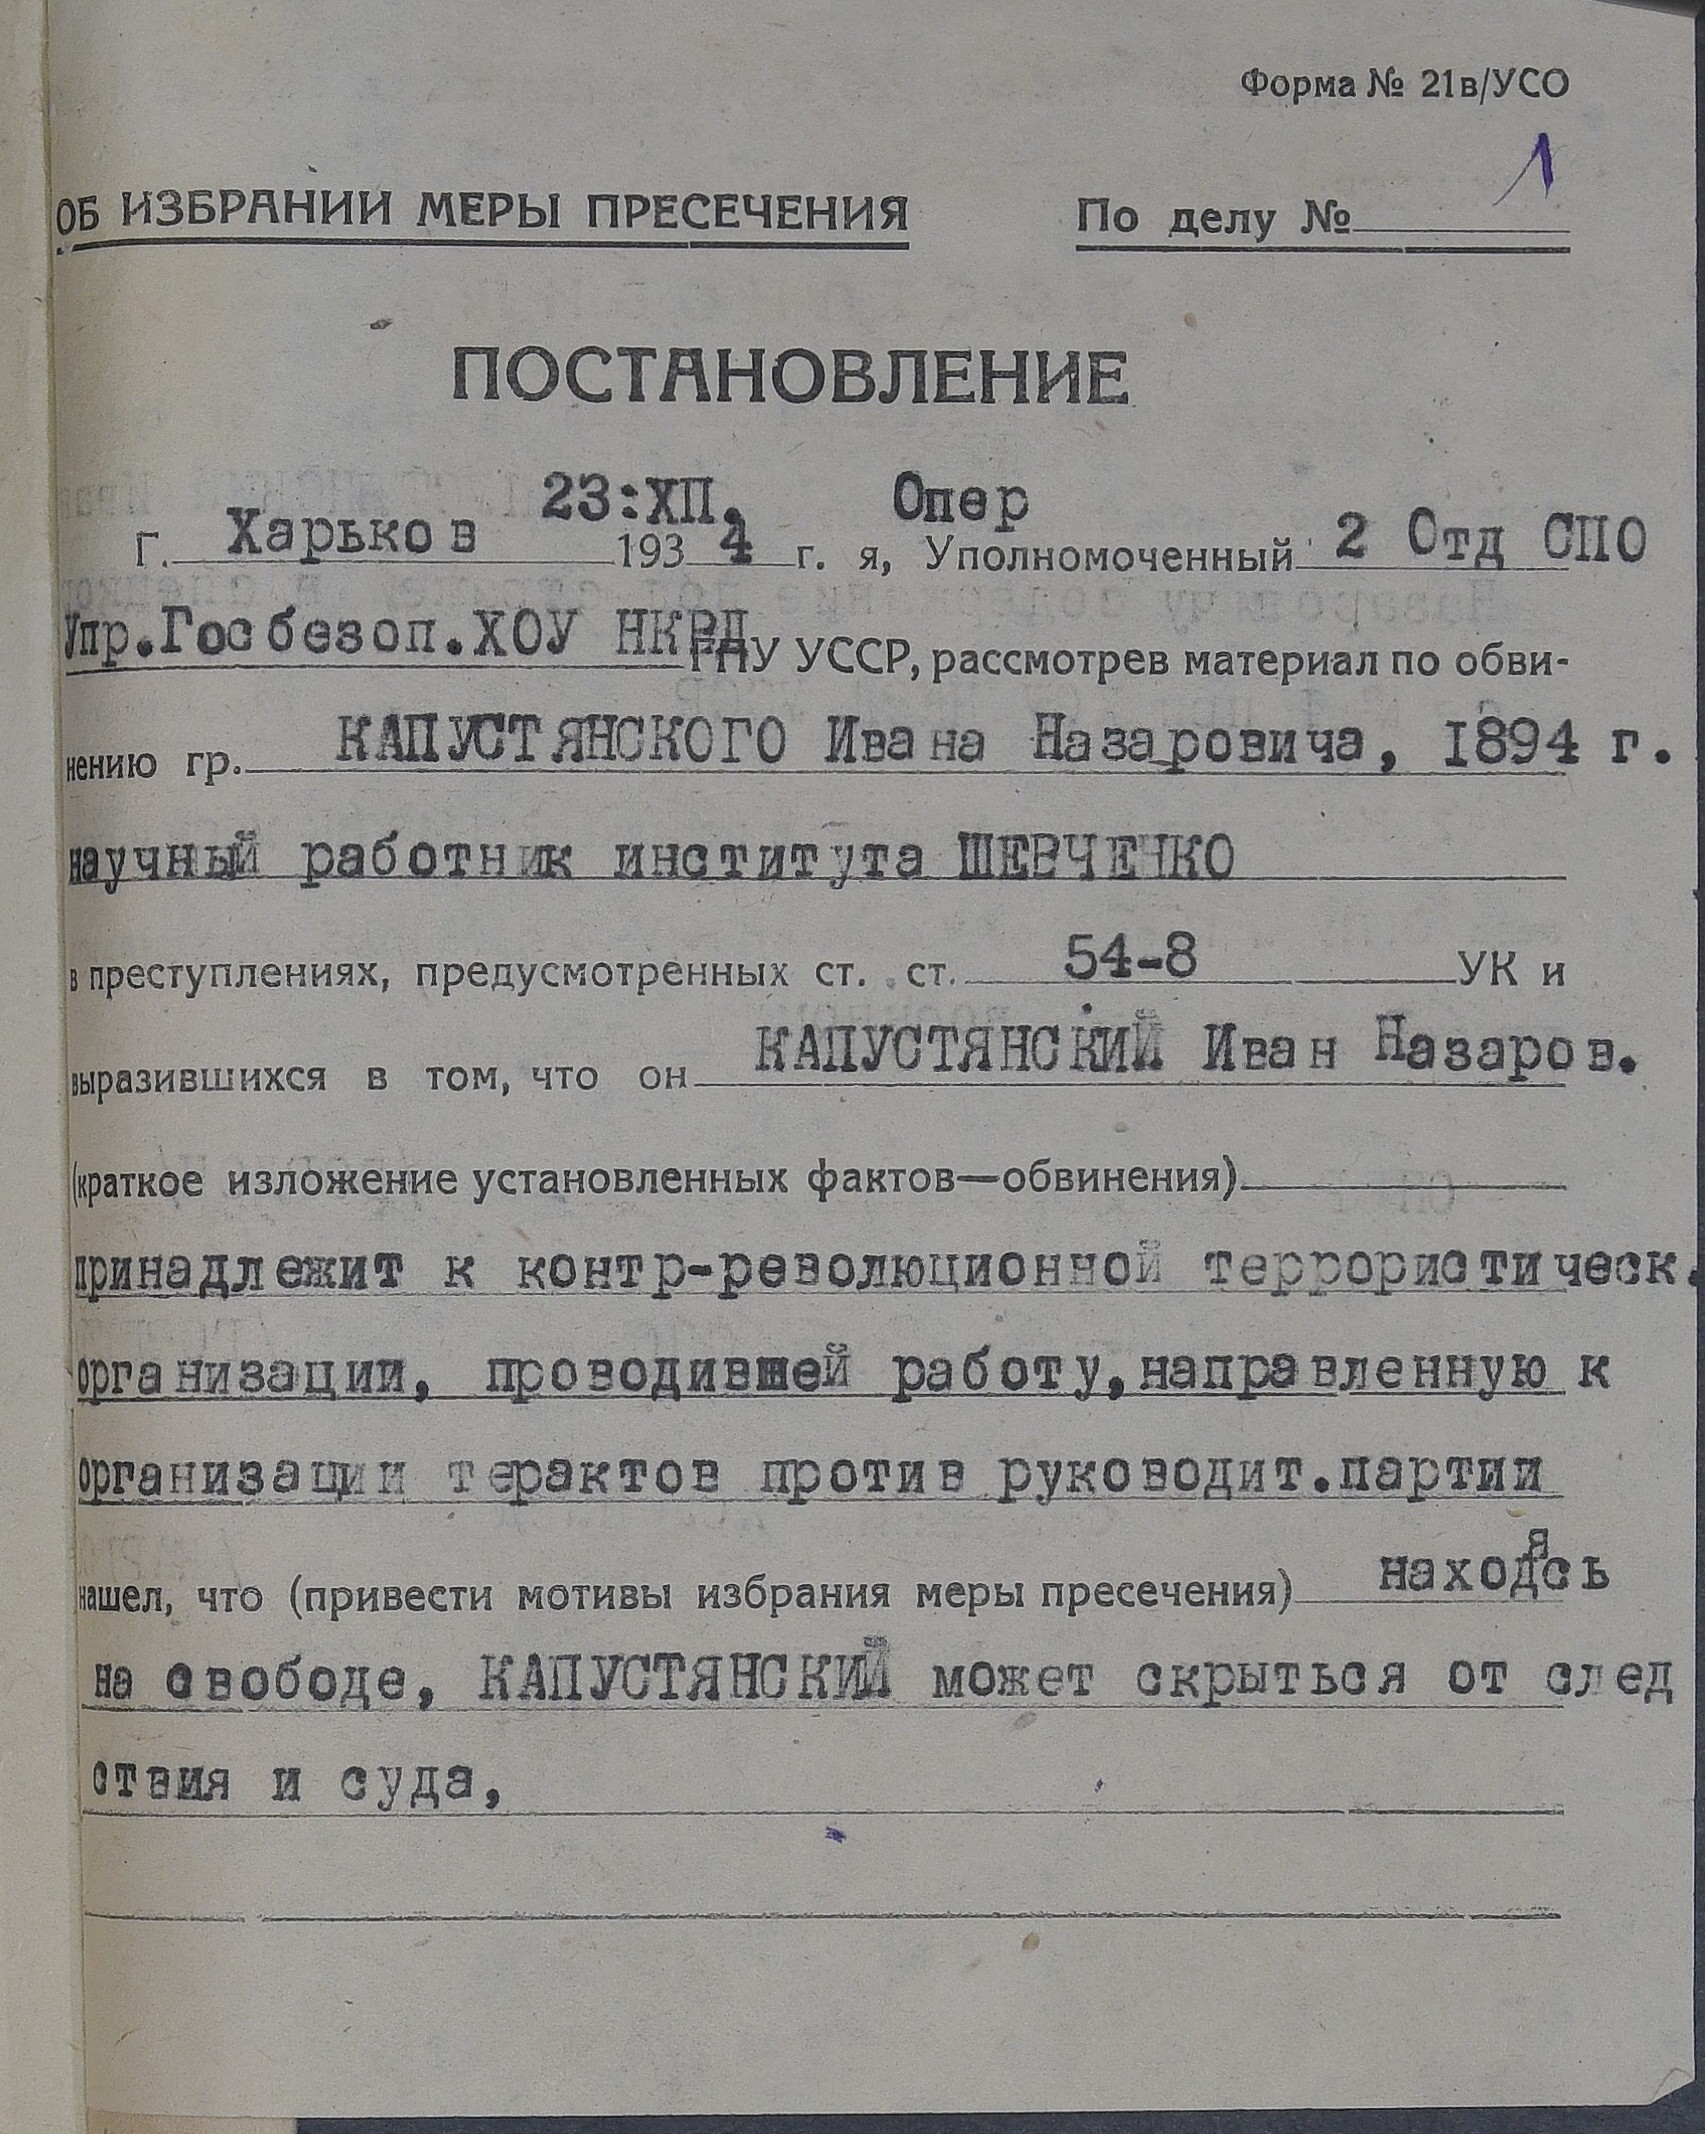 Форма № 21в/УСО
1
ОБ ИЗБРАНИИ МЕРЫ ПРЕСЕЧЕНИЯ По делу №
ПОСТАНОВЛЕНИЕ
Г. Харьков 23:XII. 1934 г. я, Опер Уполномоченный 2 Отд СПО
Упр.Госбезоп.ХОУ НКВД ГПУ УССР, рассмотрев материал по обви-
нению гр. КАПУСТЯНСКОГО Ивана Назаровича, 1894 г.
научный работник института ШЕВЧЕНКО
в преступлениях, предусмотренных ст. ст. 54-8 УК и
выразившихся в том, что он КАПУСТЯНСКИЙ Иван Назаров.
(краткое изложение установленных фактов—обвинения)
принадлежит к контр-революционной террористическ.
организации, проводившей работу,направленную к
организации терактов против руководит.партии
нашел, что (привести мотивы избрания меры пресечения) находясь
на свободе, КАПУСТЯНСКИЙ может скрыться от след
ствия и суда,